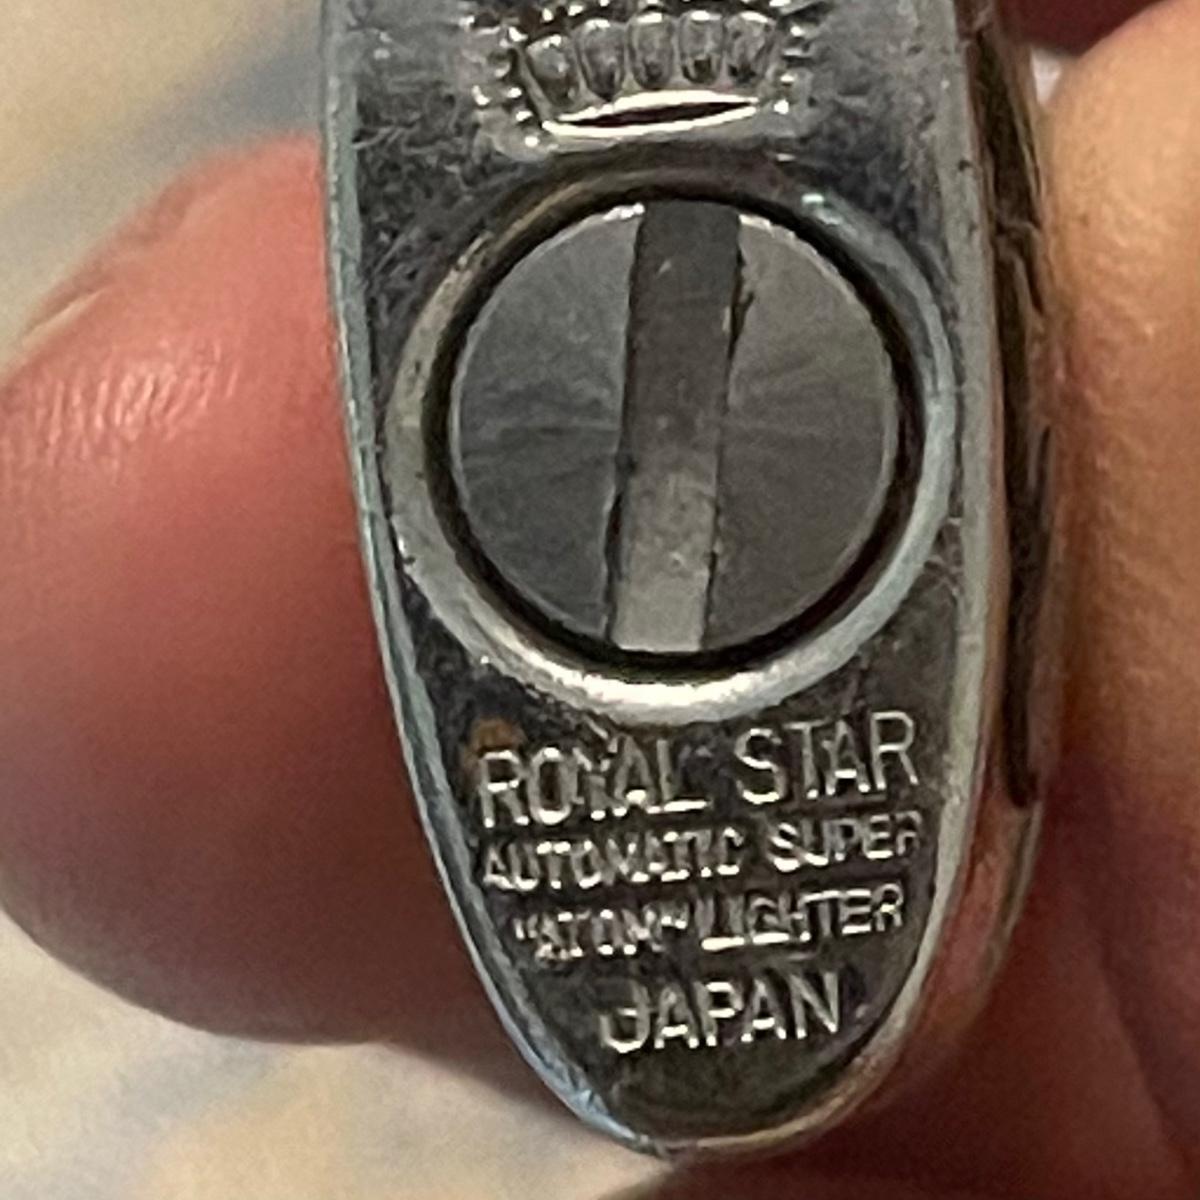 ROYAL STAR
AUTOMATIC SUPER
"ATOM" LIGHTER
JAPAN